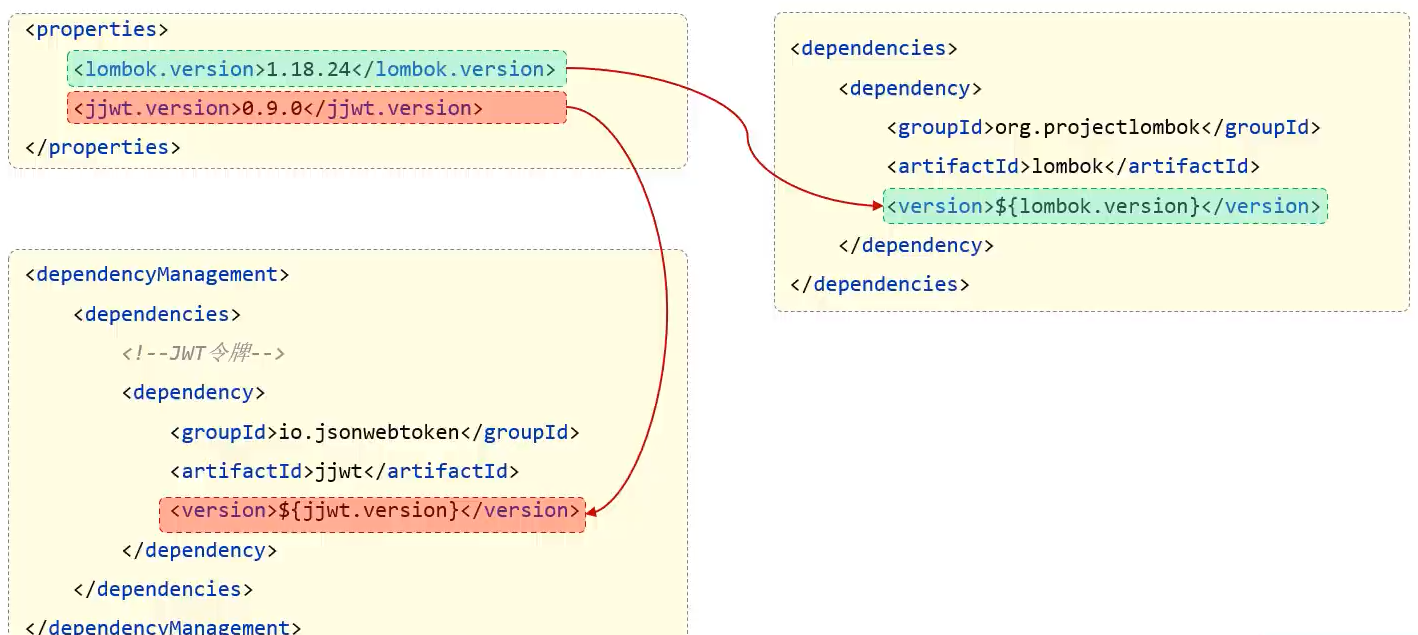 <properties>
<lombok.version>1.18.24</lombok.version>
<jjwt.version>0.9.0</jjwt.version>
</properties>
<dependencyManagement>
<dependencies>
<!--JWT令牌-->
<dependency>
<groupId>io.jsonwebtoken</groupId>
<artifactId>jjwt</artifactId>
<version>${jjwt.version}</version>
</dependency>
</dependencies>
</dependencyManagement>
<dependencies>
<dependency>
<groupId>org.projectlombok</groupId>
<artifactId>lombok</artifactId>
<version>${lombok.version}</version>
</dependency>
</dependencies>